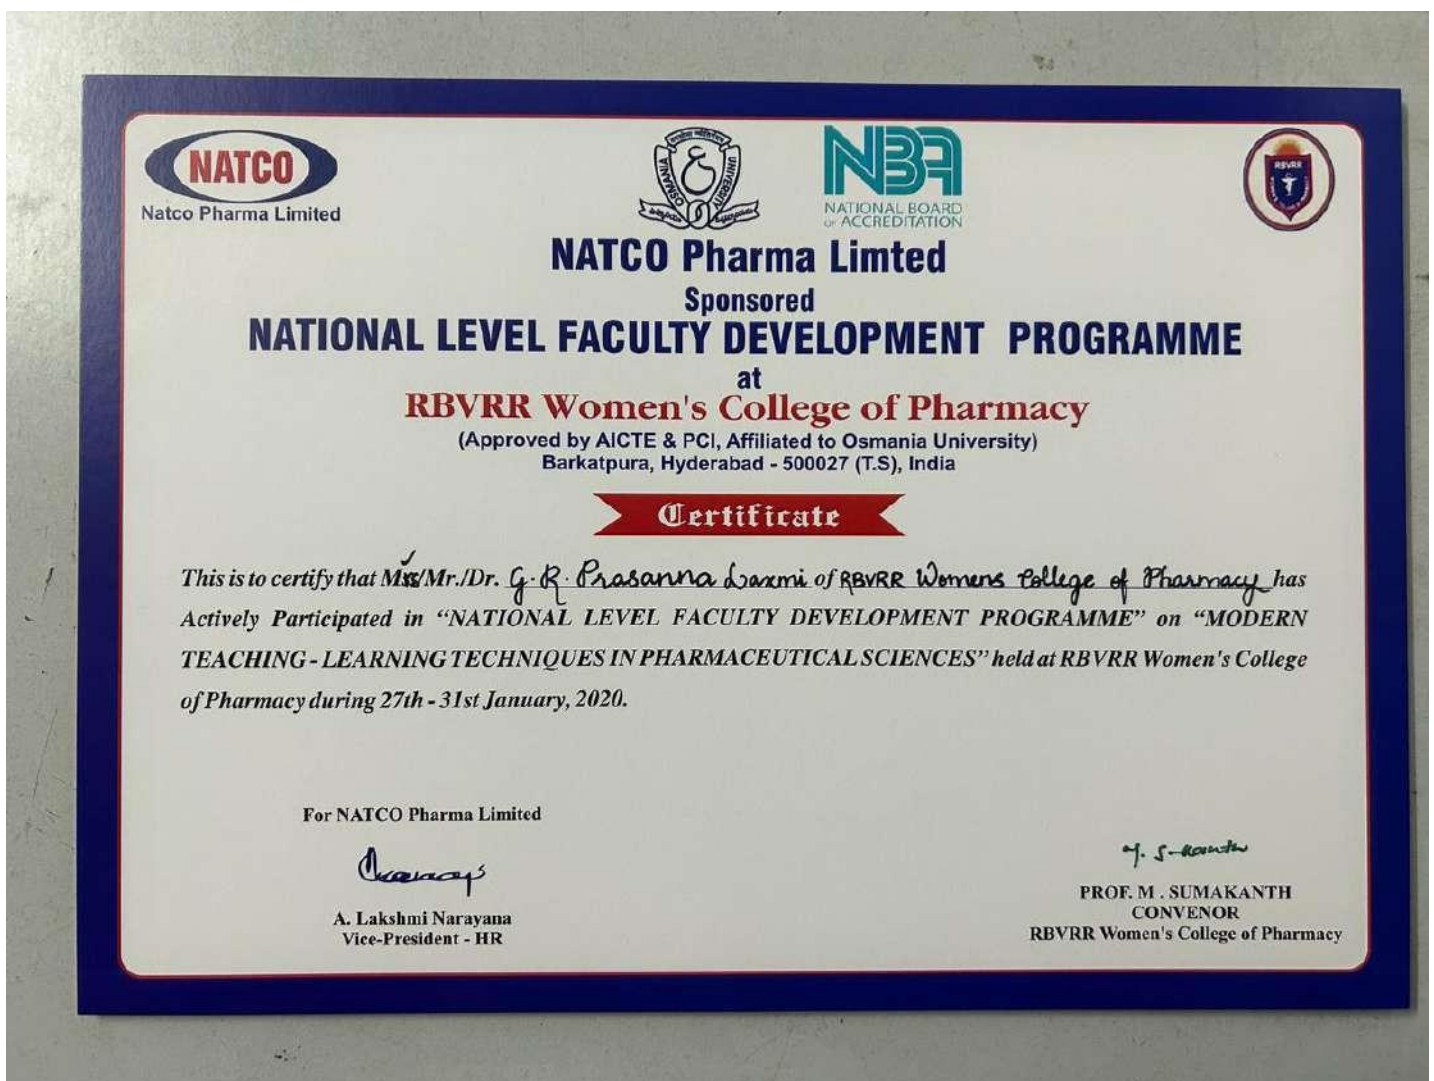 NATCO
Natco Pharma Limited
OSMANIA UNIVERSITY
NBA
NATIONAL BOARD
OF ACCREDITATION
RBVRR
NATCO Pharma Limted
Sponsored
NATIONAL LEVEL FACULTY DEVELOPMENT PROGRAMME
at
RBVRR Women's College of Pharmacy
(Approved by AICTE & PCI, Affiliated to Osmania University)
Barkatpura, Hyderabad - 500027 (T.S), India
Certificate
This is to certify that Mrs/Mr./Dr. G.R. Prasanna Laxmi of RBVRR Womens College of Pharmacy has
Actively Participated in “NATIONAL LEVEL FACULTY DEVELOPMENT PROGRAMME” on “MODERN
TEACHING - LEARNING TECHNIQUES IN PHARMACEUTICAL SCIENCES” held at RBVRR Women's College
of Pharmacy during 27th - 31st January, 2020.
For NATCO Pharma Limited
A. Lakshmi Narayana
Vice-President - HR
PROF. M . SUMAKANTH
CONVENOR
RBVRR Women's College of Pharmacy